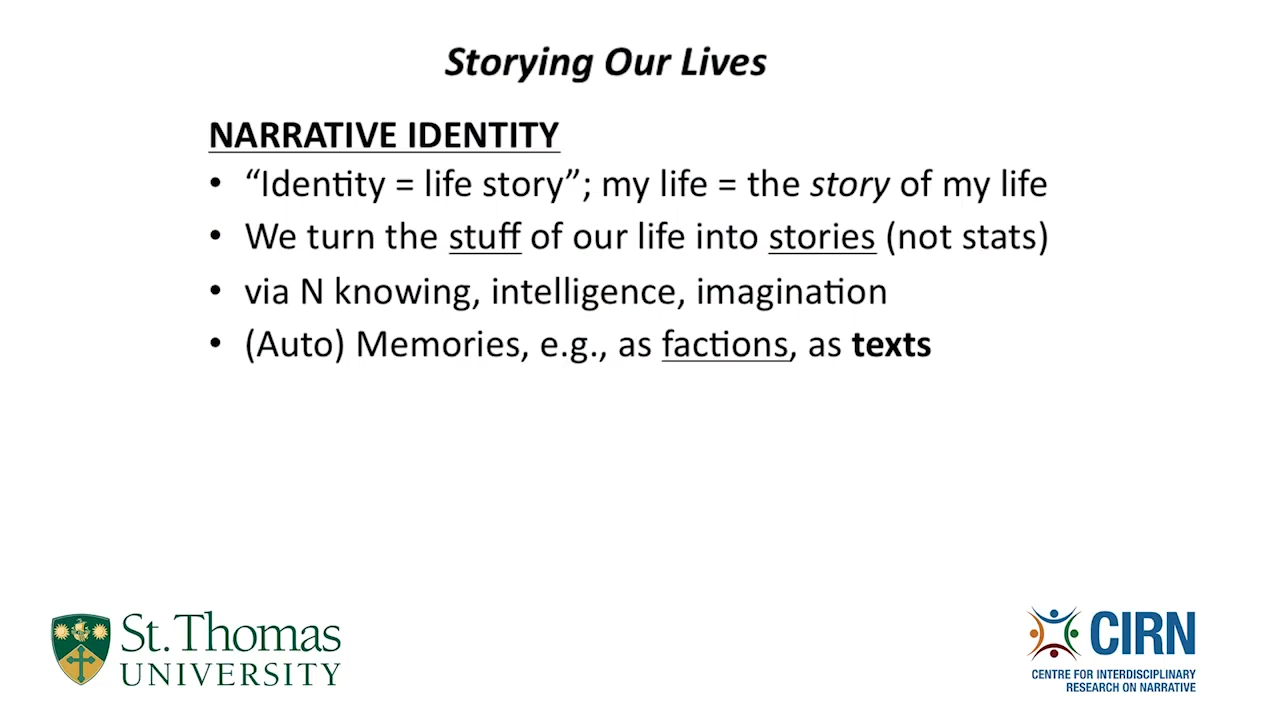 Storying Our Lives
NARRATIVE IDENTITY
• “Identity = life story”; my life = the story of my life
• We turn the stuff of our life into stories (not stats)
• via N knowing, intelligence, imagination
• (Auto) Memories, e.g., as factions, as texts
St. Thomas
UNIVERSITY
CIRN
CENTRE FOR INTERDISCIPLINARY
RESEARCH ON NARRATIVE